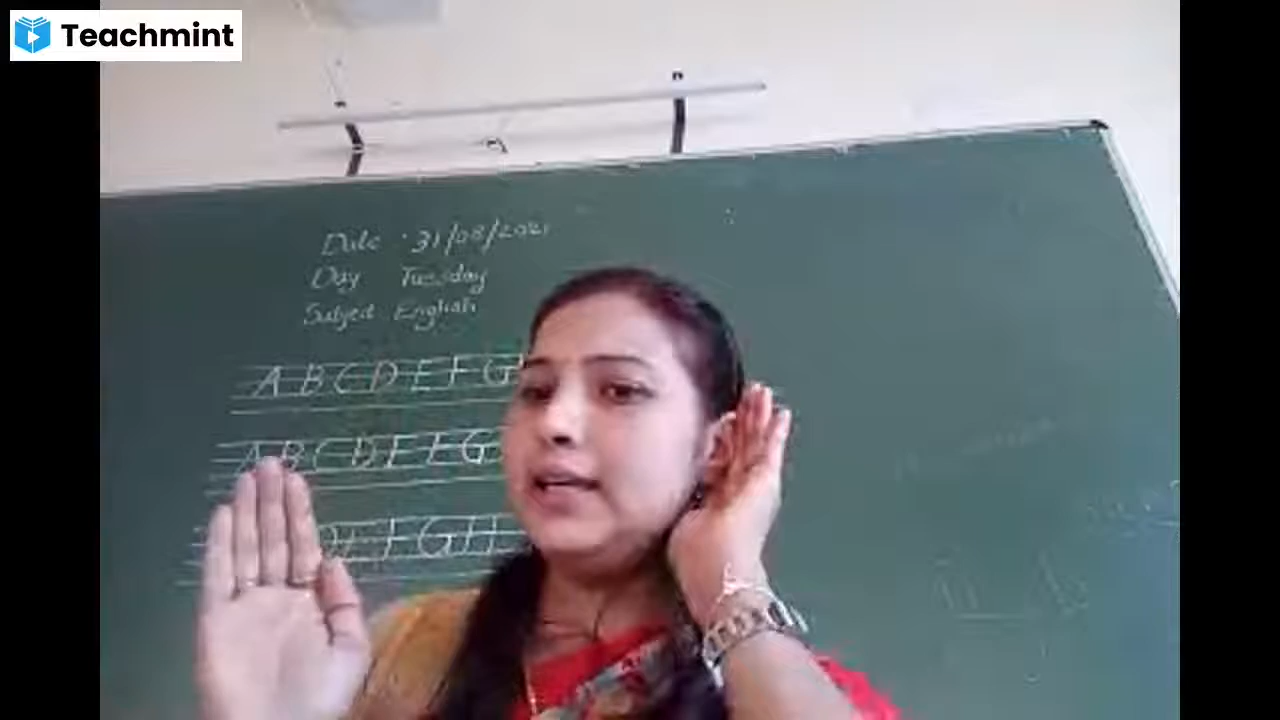 Teachmint
Date : 31/08/2021
Day Tuesday
Subject English
A B C D E F G
A B C D E F G
D E F G H